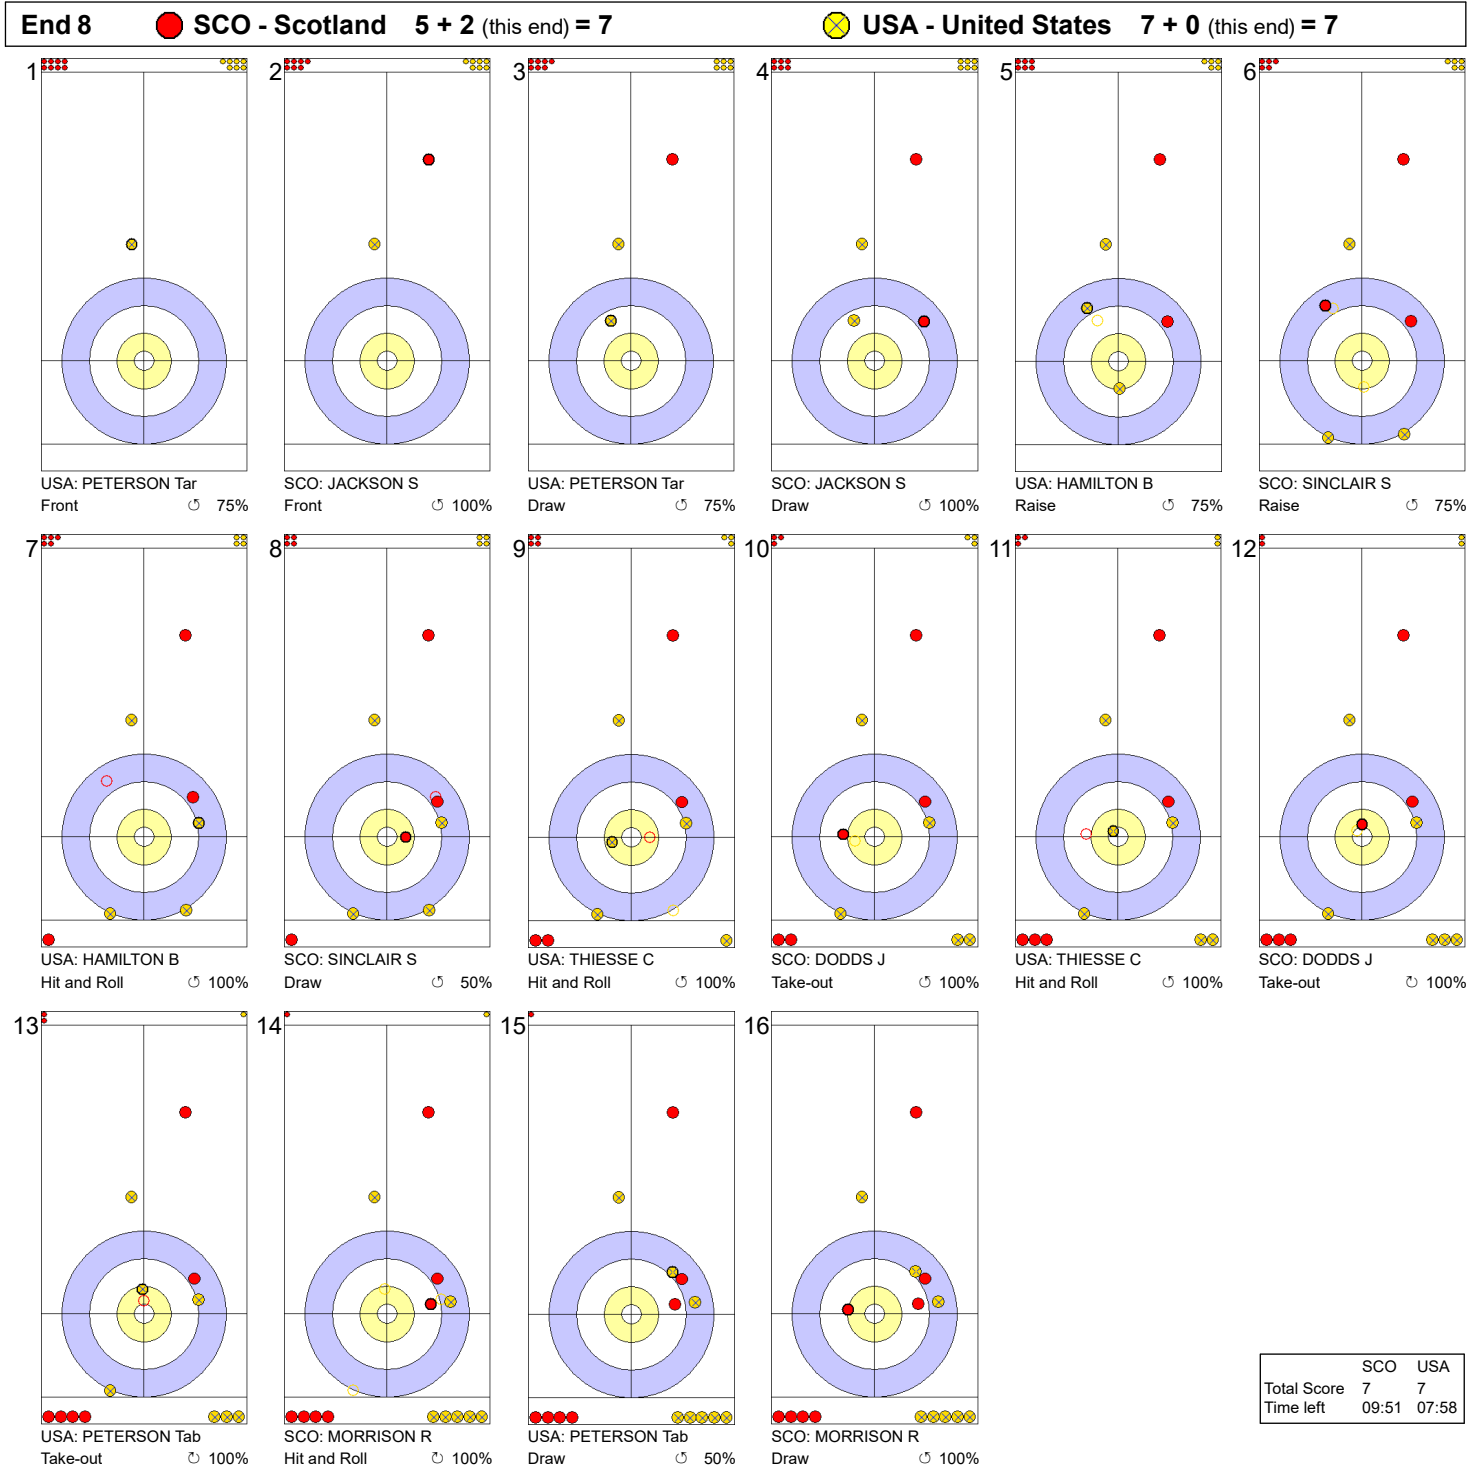 End 8 SCO - Scotland 5 + 2 (this end) = 7 USA - United States 7 + 0 (this end) = 7
1 2 3 4 5 6
USA: PETERSON Tar SCO: JACKSON S USA: PETERSON Tar SCO: JACKSON S USA: HAMILTON B SCO: SINCLAIR S
Front ↺ 75% Front ↺ 100% Draw ↺ 75% Draw ↺ 100% Raise ↺ 75% Raise ↺ 75%
7 8 9 10 11 12
USA: HAMILTON B SCO: SINCLAIR S USA: THIESSE C SCO: DODDS J USA: THIESSE C SCO: DODDS J
Hit and Roll ↺ 100% Draw ↺ 50% Hit and Roll ↺ 100% Take-out ↺ 100% Hit and Roll ↺ 100% Take-out ↻ 100%
13 14 15 16
USA: PETERSON Tab SCO: MORRISON R USA: PETERSON Tab SCO: MORRISON R
Take-out ↻ 100% Hit and Roll ↻ 100% Draw ↺ 50% Draw ↺ 100%
SCO USA
Total Score 7 7
Time left 09:51 07:58